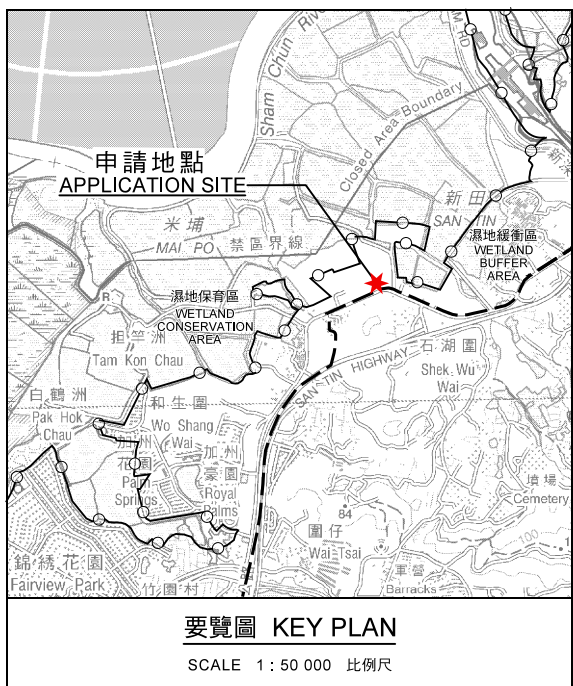 Sham Chun River
M RD
Closed Area Boundary
申請地點
APPLICATION SITE
新田
SAN TIN
米埔
MAI PO
禁區界線
濕地緩衝區
WETLAND
BUFFER
AREA
濕地保育區
WETLAND
CONSERVATION
AREA
R
担竿洲
Tam Kon Chau
SAN TIN HIGHWAY
石湖圍
Shek Wu
Wai
白鶴洲
Pak Hok
Chau
和生圍
Wo Shang
Wai
加州
花園
Palm
Springs
加州
豪園
Royal
Palms
墳場
Cemetery
84
100
圍仔
Wai Tsai
錦綉花園
Fairview Park
竹園村
軍營
Barracks
要覽圖 KEY PLAN
SCALE 1 : 50 000 比例尺